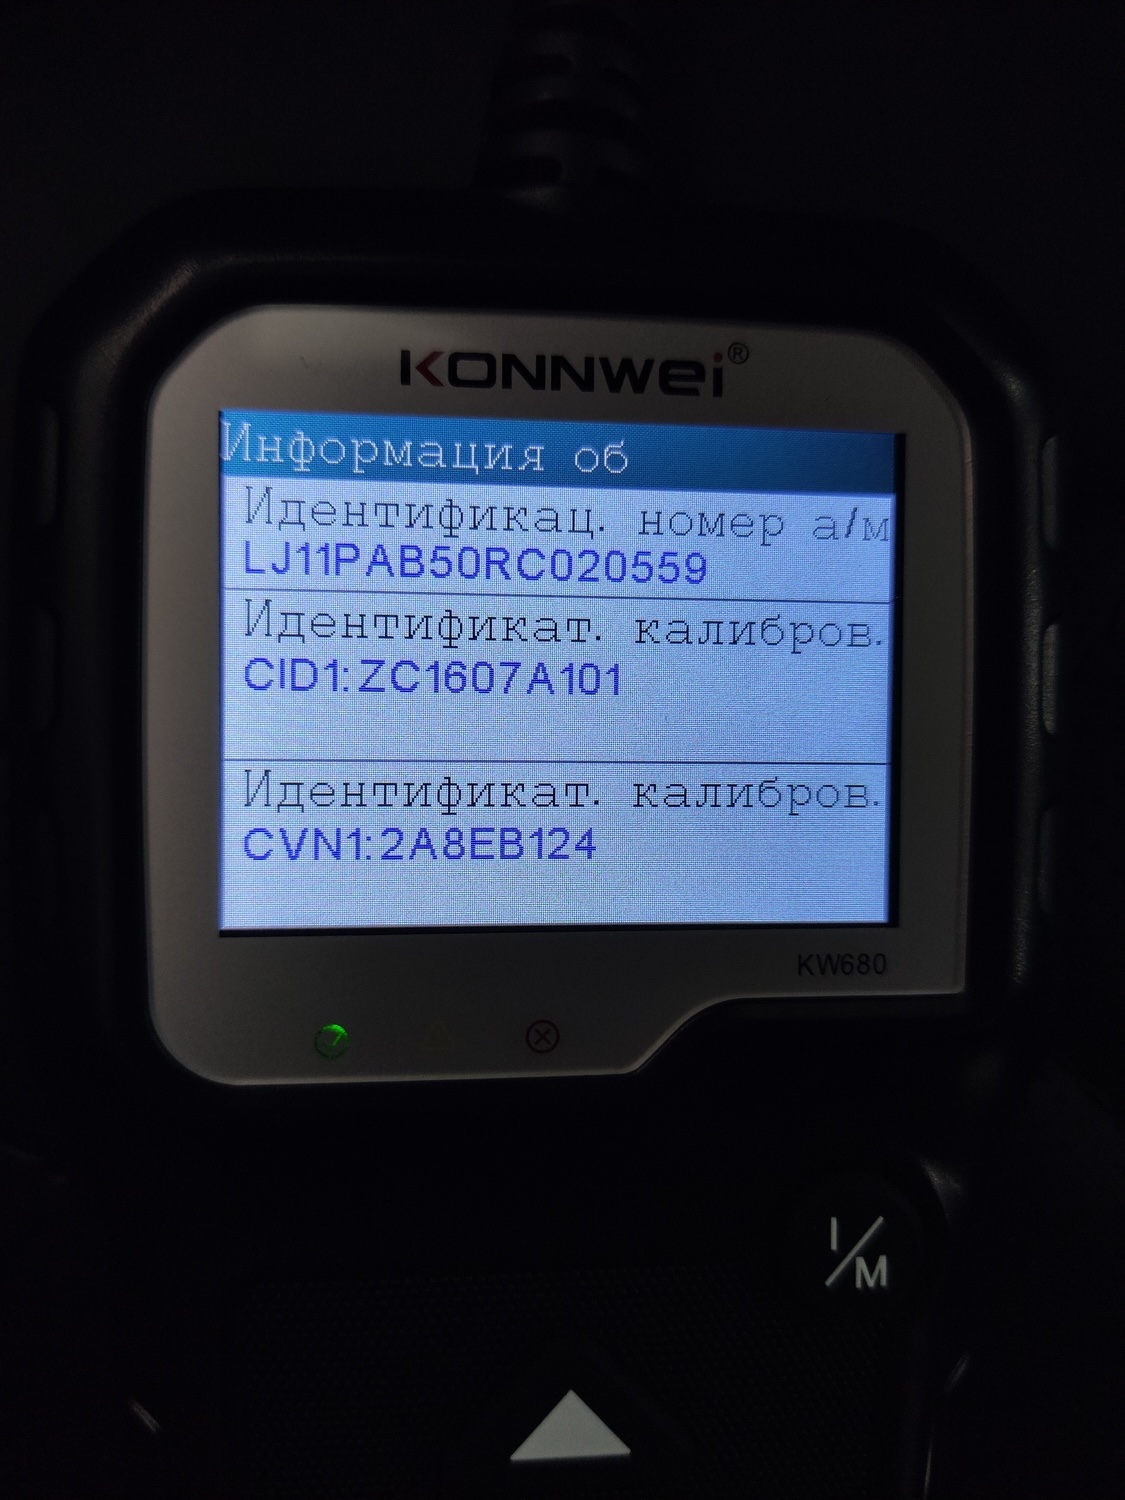 KONNWEI®
Информация об
Идентификац. номер а/м
LJ11PAB50RC020559
Идентификат. калибров.
CID1:ZC1607A101
Идентификат. калибров.
CVN1:2A8EB124
KW680
I/M